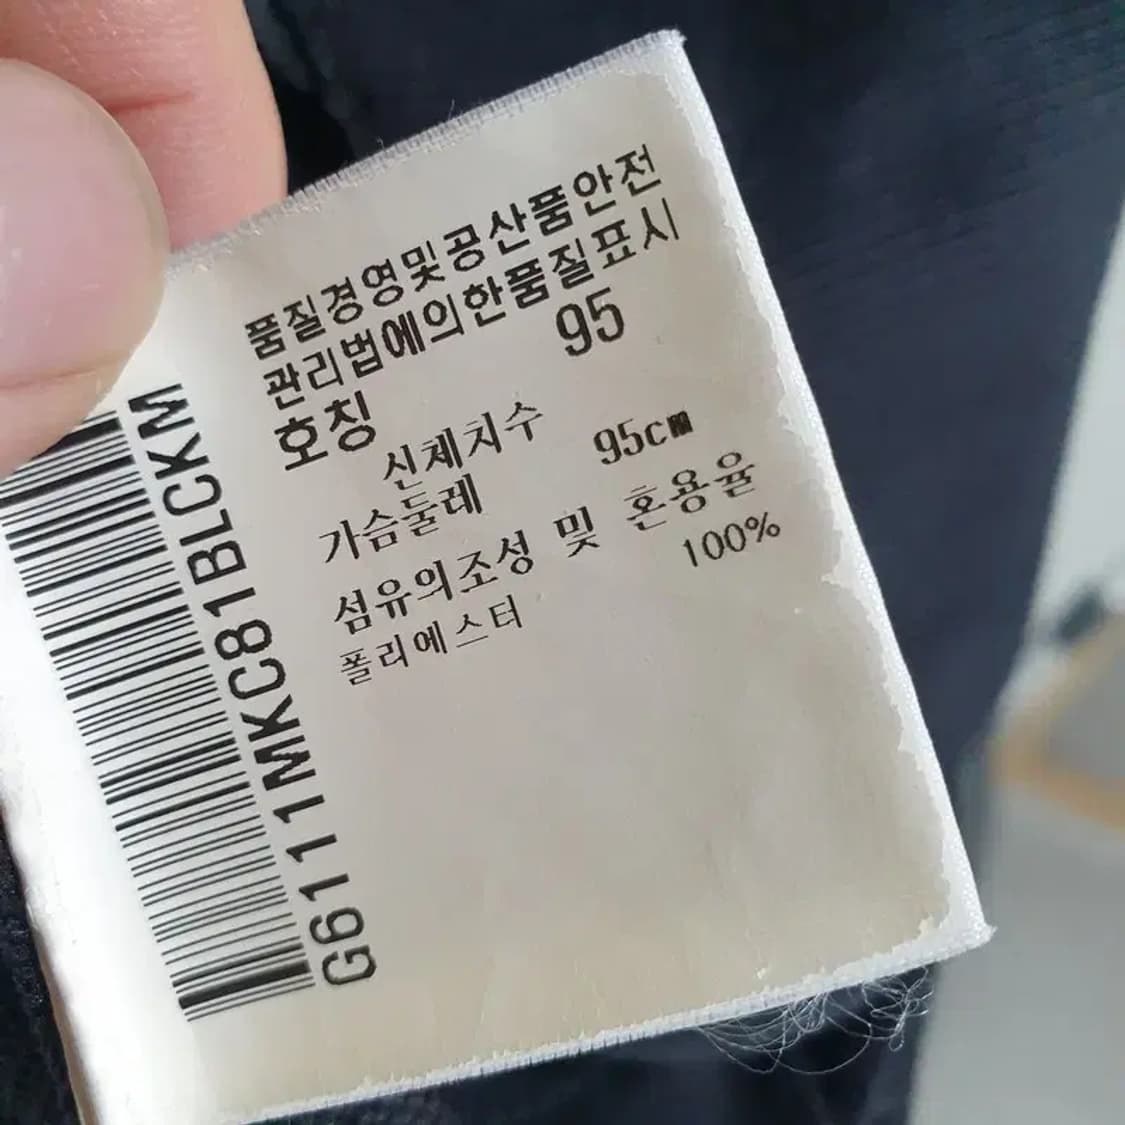 품질경영및공산품안전
관리법에의한품질표시
호칭 95
신체치수
가슴둘레 95cm
섬유의조성 및 혼용율
폴리에스터 100%
G611MKC81BLCKM